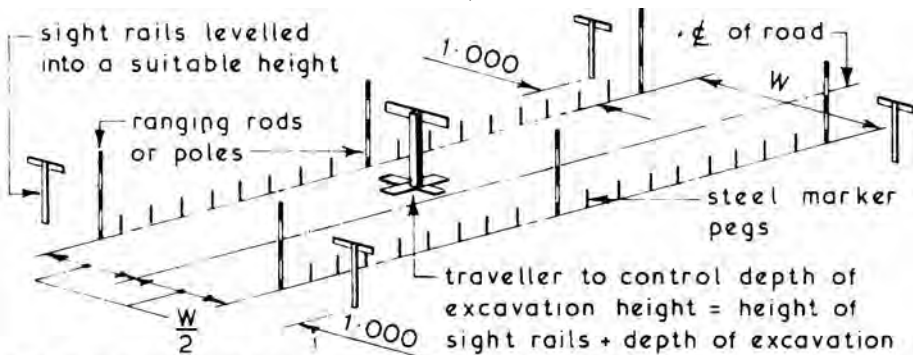 sight rails levelled
into a suitable height
1·000
℄ of road
W
ranging rods
or poles
steel marker
pegs
traveller to control depth of
excavation height = height of
sight rails + depth of excavation
W
2
1·000